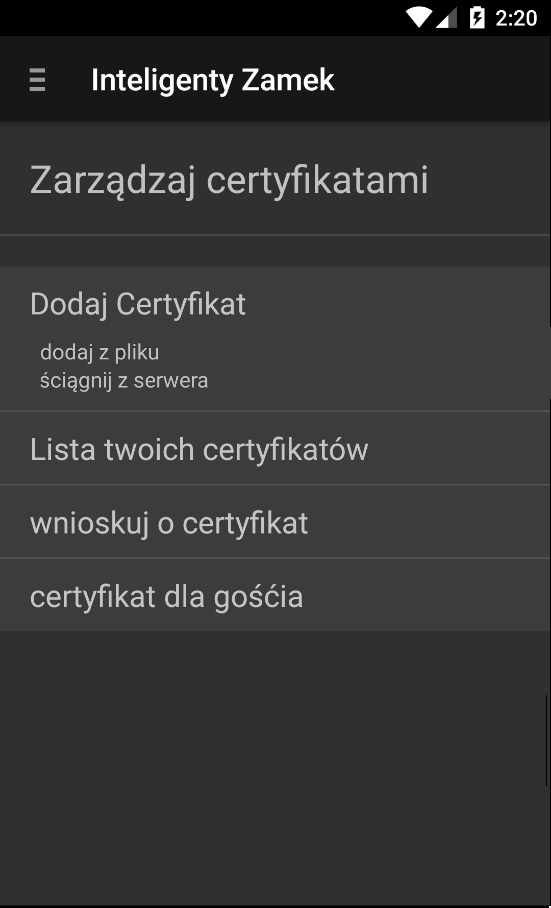 2:20
Inteligenty Zamek
Zarządzaj certyfikatami
Dodaj Certyfikat
dodaj z pliku
ściągnij z serwera
Lista twoich certyfikatów
wnioskuj o certyfikat
certyfikat dla gośćia